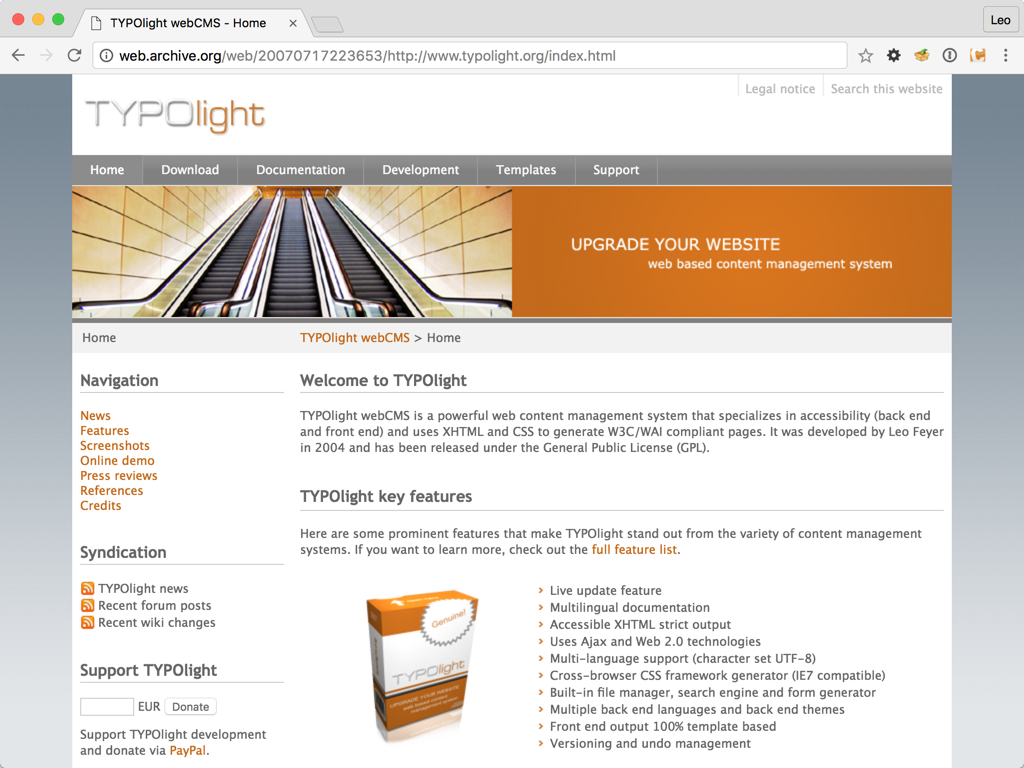 TYPOlight webCMS - Home
Leo
web.archive.org/web/20070717223653/http://www.typolight.org/index.html
Legal notice
Search this website
TYPOlight
Home
Download
Documentation
Development
Templates
Support
UPGRADE YOUR WEBSITE
web based content management system
Home
TYPOlight webCMS > Home
Navigation
News
Features
Screenshots
Online demo
Press reviews
References
Credits
Syndication
TYPOlight news
Recent forum posts
Recent wiki changes
Support TYPOlight
EUR
Donate
Support TYPOlight development
and donate via PayPal.
Welcome to TYPOlight
TYPOlight webCMS is a powerful web content management system that specializes in accessibility (back end
and front end) and uses XHTML and CSS to generate W3C/WAI compliant pages. It was developed by Leo Feyer
in 2004 and has been released under the General Public License (GPL).
TYPOlight key features
Here are some prominent features that make TYPOlight stand out from the variety of content management
systems. If you want to learn more, check out the full feature list.
Genuine!
TYPOlight
UPGRADE YOUR WEBSITE
web based content
management system
Live update feature
Multilingual documentation
Accessible XHTML strict output
Uses Ajax and Web 2.0 technologies
Multi-language support (character set UTF-8)
Cross-browser CSS framework generator (IE7 compatible)
Built-in file manager, search engine and form generator
Multiple back end languages and back end themes
Front end output 100% template based
Versioning and undo management